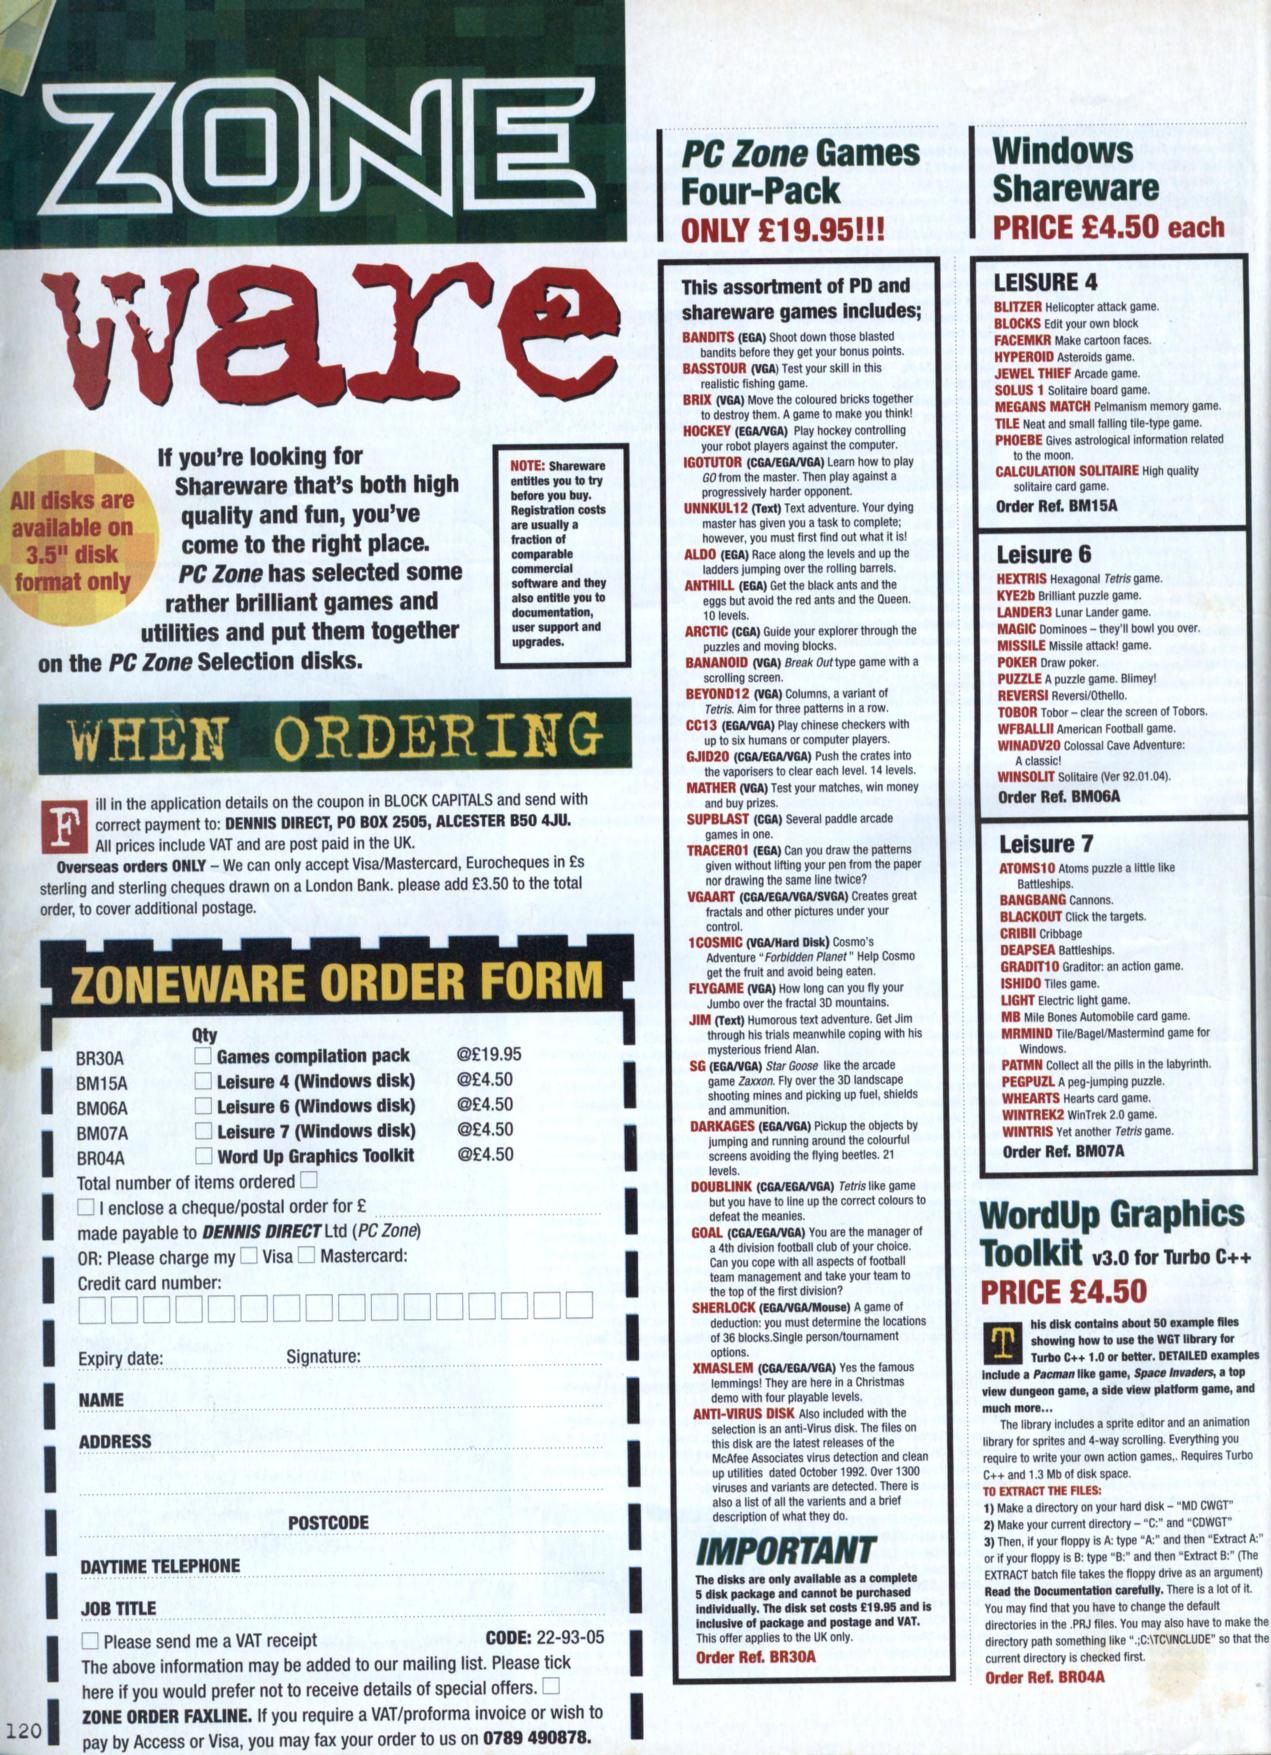 ZONE
ware
All disks are
available on
3.5" disk
format only
If you're looking for
Shareware that's both high
quality and fun, you've
come to the right place.
PC Zone has selected some
rather brilliant games and
utilities and put them together
on the PC Zone Selection disks.
NOTE: Shareware
entitles you to try
before you buy.
Registration costs
are usually a
fraction of
comparable
commercial
software and they
also entitle you to
documentation,
user support and
upgrades.
WHEN ORDERING
Fill in the application details on the coupon in BLOCK CAPITALS and send with
correct payment to: DENNIS DIRECT, PO BOX 2505, ALCESTER B50 4JU.
All prices include VAT and are post paid in the UK.
Overseas orders ONLY – We can only accept Visa/Mastercard, Eurocheques in £s
sterling and sterling cheques drawn on a London Bank. please add £3.50 to the total
order, to cover additional postage.
ZONEWARE ORDER FORM
Qty
BR30A Games compilation pack @£19.95
BM15A Leisure 4 (Windows disk) @£4.50
BM06A Leisure 6 (Windows disk) @£4.50
BM07A Leisure 7 (Windows disk) @£4.50
BR04A Word Up Graphics Toolkit @£4.50
Total number of items ordered
I enclose a cheque/postal order for £
made payable to DENNIS DIRECT Ltd (PC Zone)
OR: Please charge my Visa Mastercard:
Credit card number:
Expiry date: Signature:
NAME
ADDRESS
POSTCODE
DAYTIME TELEPHONE
JOB TITLE
Please send me a VAT receipt CODE: 22-93-05
The above information may be added to our mailing list. Please tick
here if you would prefer not to receive details of special offers.
ZONE ORDER FAXLINE. If you require a VAT/proforma invoice or wish to
pay by Access or Visa, you may fax your order to us on 0789 490878.
120
PC Zone Games
Four-Pack
ONLY £19.95!!!
This assortment of PD and
shareware games includes;
BANDITS (EGA) Shoot down those blasted
bandits before they get your bonus points.
BASSTOUR (VGA) Test your skill in this
realistic fishing game.
BRIX (VGA) Move the coloured bricks together
to destroy them. A game to make you think!
HOCKEY (EGA/VGA) Play hockey controlling
your robot players against the computer.
IGOTUTOR (CGA/EGA/VGA) Learn how to play
GO from the master. Then play against a
progressively harder opponent.
UNNKUL12 (Text) Text adventure. Your dying
master has given you a task to complete;
however, you must first find out what it is!
ALDO (EGA) Race along the levels and up the
ladders jumping over the rolling barrels.
ANTHILL (EGA) Get the black ants and the
eggs but avoid the red ants and the Queen.
10 levels.
ARCTIC (CGA) Guide your explorer through the
puzzles and moving blocks.
BANANOID (VGA) Break Out type game with a
scrolling screen.
BEYOND12 (VGA) Columns, a variant of
Tetris. Aim for three patterns in a row.
CC13 (EGA/VGA) Play chinese checkers with
up to six humans or computer players.
GJID20 (CGA/EGA/VGA) Push the crates into
the vaporisers to clear each level. 14 levels.
MATHER (VGA) Test your matches, win money
and buy prizes.
SUPBLAST (CGA) Several paddle arcade
games in one.
TRACER01 (EGA) Can you draw the patterns
given without lifting your pen from the paper
nor drawing the same line twice?
VGAART (CGA/EGA/VGA/SVGA) Creates great
fractals and other pictures under your
control.
1COSMIC (VGA/Hard Disk) Cosmo's
Adventure "Forbidden Planet" Help Cosmo
get the fruit and avoid being eaten.
FLYGAME (VGA) How long can you fly your
Jumbo over the fractal 3D mountains.
JIM (Text) Humorous text adventure. Get Jim
through his trials meanwhile coping with his
mysterious friend Alan.
SG (EGA/VGA) Star Goose like the arcade
game Zaxxon. Fly over the 3D landscape
shooting mines and picking up fuel, shields
and ammunition.
DARKAGES (EGA/VGA) Pickup the objects by
jumping and running around the colourful
screens avoiding the flying beetles. 21
levels.
DOUBLINK (CGA/EGA/VGA) Tetris like game
but you have to line up the correct colours to
defeat the meanies.
GOAL (CGA/EGA/VGA) You are the manager of
a 4th division football club of your choice.
Can you cope with all aspects of football
team management and take your team to
the top of the first division?
SHERLOCK (EGA/VGA/Mouse) A game of
deduction: you must determine the locations
of 36 blocks.Single person/tournament
options.
XMASLEM (CGA/EGA/VGA) Yes the famous
lemmings! They are here in a Christmas
demo with four playable levels.
ANTI-VIRUS DISK Also included with the
selection is an anti-Virus disk. The files on
this disk are the latest releases of the
McAfee Associates virus detection and clean
up utilities dated October 1992. Over 1300
viruses and variants are detected. There is
also a list of all the varients and a brief
description of what they do.
IMPORTANT
The disks are only available as a complete
5 disk package and cannot be purchased
individually. The disk set costs £19.95 and is
inclusive of package and postage and VAT.
This offer applies to the UK only.
Order Ref. BR30A
Windows
Shareware
PRICE £4.50 each
LEISURE 4
BLITZER Helicopter attack game.
BLOCKS Edit your own block
FACEMKR Make cartoon faces.
HYPEROID Asteroids game.
JEWEL THIEF Arcade game.
SOLUS 1 Solitaire board game.
MEGANS MATCH Pelmanism memory game.
TILE Neat and small falling tile-type game.
PHOEBE Gives astrological information related
to the moon.
CALCULATION SOLITAIRE High quality
solitaire card game.
Order Ref. BM15A
Leisure 6
HEXTRIS Hexagonal Tetris game.
KYE2b Brilliant puzzle game.
LANDER3 Lunar Lander game.
MAGIC Dominoes – they'll bowl you over.
MISSILE Missile attack! game.
POKER Draw poker.
PUZZLE A puzzle game. Blimey!
REVERSI Reversi/Othello.
TOBOR Tobor – clear the screen of Tobors.
WFBALLII American Football game.
WINADV20 Colossal Cave Adventure:
A classic!
WINSOLIT Solitaire (Ver 92.01.04).
Order Ref. BM06A
Leisure 7
ATOMS10 Atoms puzzle a little like
Battleships.
BANGBANG Cannons.
BLACKOUT Click the targets.
CRIBII Cribbage
DEAPSEA Battleships.
GRADIT10 Graditor: an action game.
ISHIDO Tiles game.
LIGHT Electric light game.
MB Mile Bones Automobile card game.
MRMIND Tile/Bagel/Mastermind game for
Windows.
PATMN Collect all the pills in the labyrinth.
PEGPUZL A peg-jumping puzzle.
WHEARTS Hearts card game.
WINTREK2 WinTrek 2.0 game.
WINTRIS Yet another Tetris game.
Order Ref. BM07A
WordUp Graphics
Toolkit v3.0 for Turbo C++
PRICE £4.50
This disk contains about 50 example files
showing how to use the WGT library for
Turbo C++ 1.0 or better. DETAILED examples
include a Pacman like game, Space Invaders, a top
view dungeon game, a side view platform game, and
much more...
The library includes a sprite editor and an animation
library for sprites and 4-way scrolling. Everything you
require to write your own action games,. Requires Turbo
C++ and 1.3 Mb of disk space.
TO EXTRACT THE FILES:
1) Make a directory on your hard disk – "MD CWGT"
2) Make your current directory – "C:" and "CDWGT"
3) Then, if your floppy is A: type "A:" and then "Extract A:"
or if your floppy is B: type "B:" and then "Extract B:" (The
EXTRACT batch file takes the floppy drive as an argument)
Read the Documentation carefully. There is a lot of it.
You may find that you have to change the default
directories in the .PRJ files. You may also have to make the
directory path something like ".;C:\TC\INCLUDE" so that the
current directory is checked first.
Order Ref. BR04A